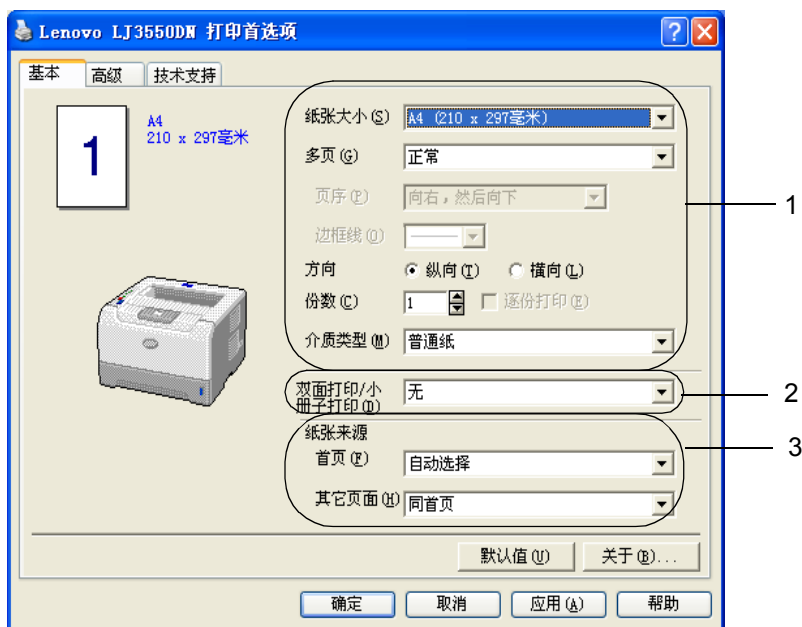 Lenovo LJ3550DN 打印首选项
基本 高级 技术支持
1
A4
210 x 297毫米
纸张大小(S) A4 (210 x 297毫米)
多页(G) 正常
页序(P) 向右,然后向下
边框线(O)
方向 纵向(T) 横向(L)
份数(C) 1 逐份打印(E)
介质类型(M) 普通纸
1
双面打印/小
册子打印(D) 无
2
纸张来源
首页(F) 自动选择
3
其它页面(H) 同首页
默认值(U) 关于(B)...
确定 取消 应用(A) 帮助